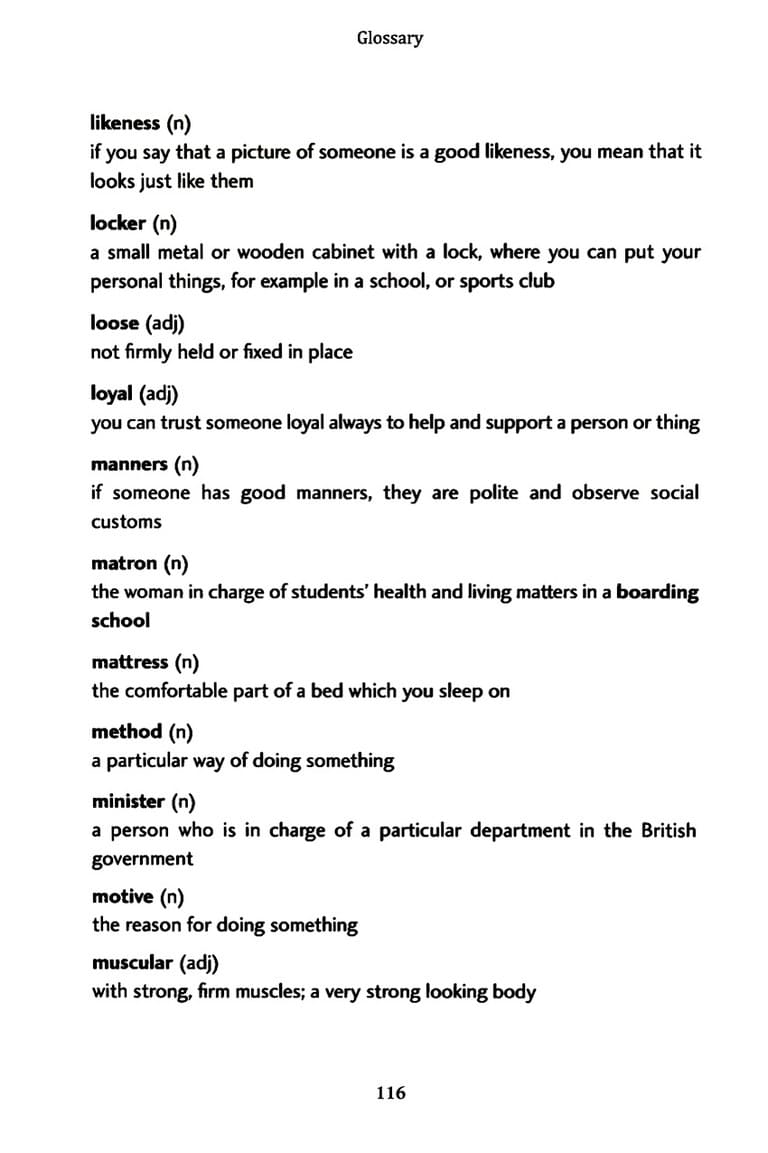 Glossary
likeness (n)
if you say that a picture of someone is a good likeness, you mean that it
looks just like them
locker (n)
a small metal or wooden cabinet with a lock, where you can put your
personal things, for example in a school, or sports club
loose (adj)
not firmly held or fixed in place
loyal (adj)
you can trust someone loyal always to help and support a person or thing
manners (n)
if someone has good manners, they are polite and observe social
customs
matron (n)
the woman in charge of students' health and living matters in a boarding
school
mattress (n)
the comfortable part of a bed which you sleep on
method (n)
a particular way of doing something
minister (n)
a person who is in charge of a particular department in the British
government
motive (n)
the reason for doing something
muscular (adj)
with strong, firm muscles; a very strong looking body
116